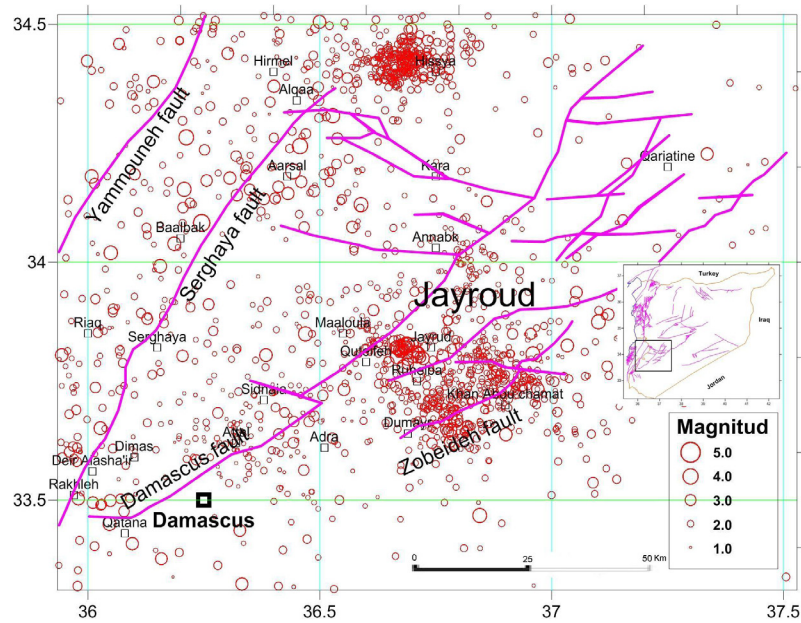 34.5
34
33.5
36
36.5
37
37.5
Hirmel
Hissya
Alqaa
Yammouneh fault
Aarsal
Kara
Qariatine
Serghaya fault
Baalbak
Annabk
Jayroud
Riaq
Serghaya
Maaloula
Jayrud
Qutaifeh
Ruhaiba
Sidnaia
Khan Abou chamat
Duma
Zobeideh fault
Adra
Dimas
Damascus fault
Deir Alasha'ir
Rakhleh
Qatana
Damascus
Turkey
Iraq
Jordan
Magnitud
5.0
4.0
3.0
2.0
1.0
0
25
50 Km